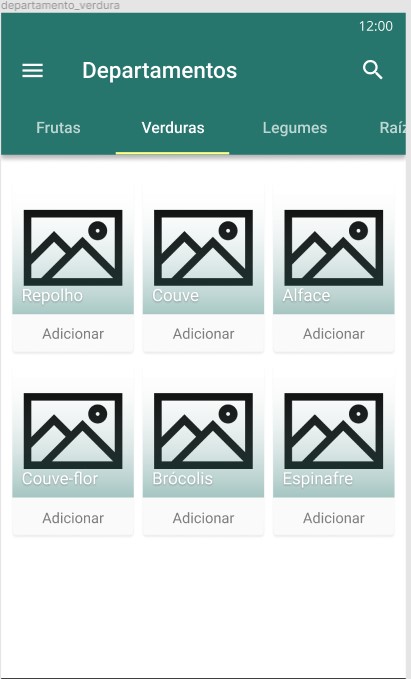 departamento_verdura
12:00
Departamentos
Frutas Verduras Legumes Raíz
Repolho Couve Alface
Adicionar Adicionar Adicionar
Couve-flor Brócolis Espinafre
Adicionar Adicionar Adicionar